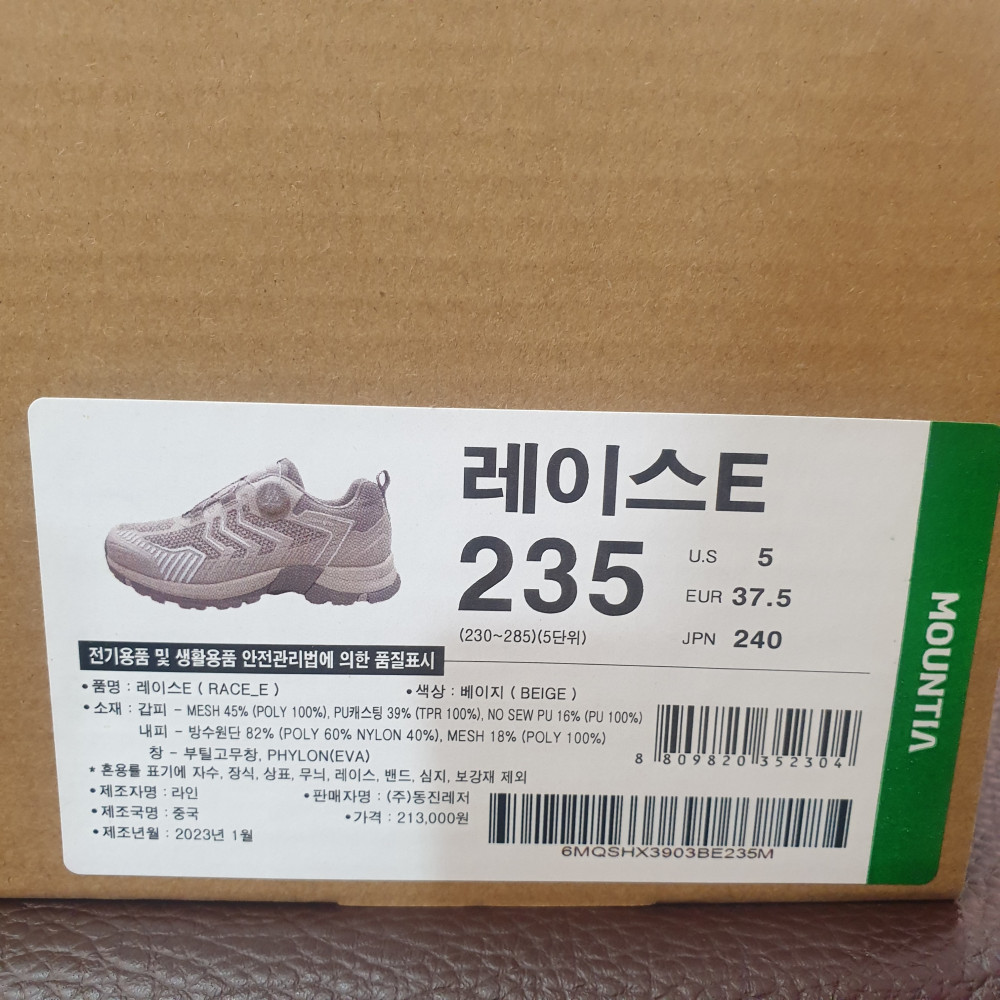 레이스E
235
U.S 5
EUR 37.5
JPN 240
(230~285)(5단위)
MOUNTIA
전기용품 및 생활용품 안전관리법에 의한 품질표시
• 품명 : 레이스E ( RACE_E ) • 색상 : 베이지 ( BEIGE )
• 소재 : 갑피 - MESH 45% (POLY 100%), PU캐스팅 39% (TPR 100%), NO SEW PU 16% (PU 100%)
내피 - 방수원단 82% (POLY 60% NYLON 40%), MESH 18% (POLY 100%)
창 - 부틸고무창, PHYLON(EVA)
* 혼용률 표기에 자수, 장식, 상표, 무늬, 레이스, 밴드, 심지, 보강재 제외
• 제조자명 : 라인 • 판매자명 : (주)동진레저
• 제조국명 : 중국 • 가격 : 213,000원
• 제조년월 : 2023년 1월
8 809820 352304
6MQSHX3903BE235M